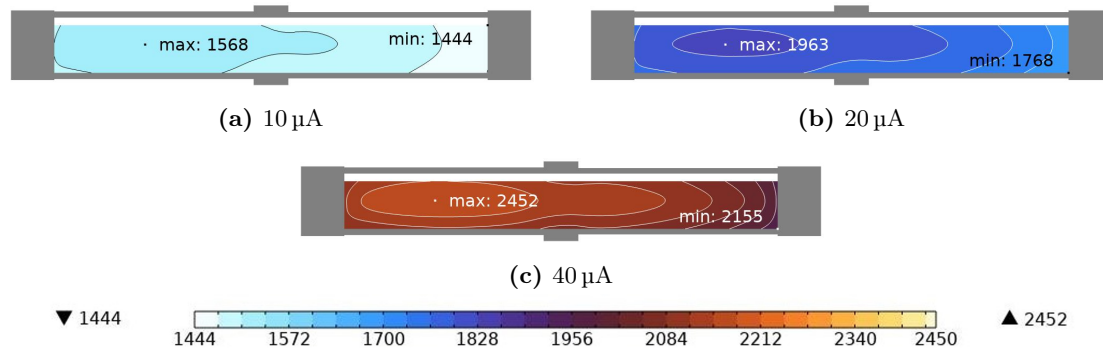 max: 1568
min: 1444
max: 1963
min: 1768
(a) 10 µA
(b) 20 µA
max: 2452
min: 2155
(c) 40 µA
▼ 1444
▲ 2452
1444 1572 1700 1828 1956 2084 2212 2340 2450